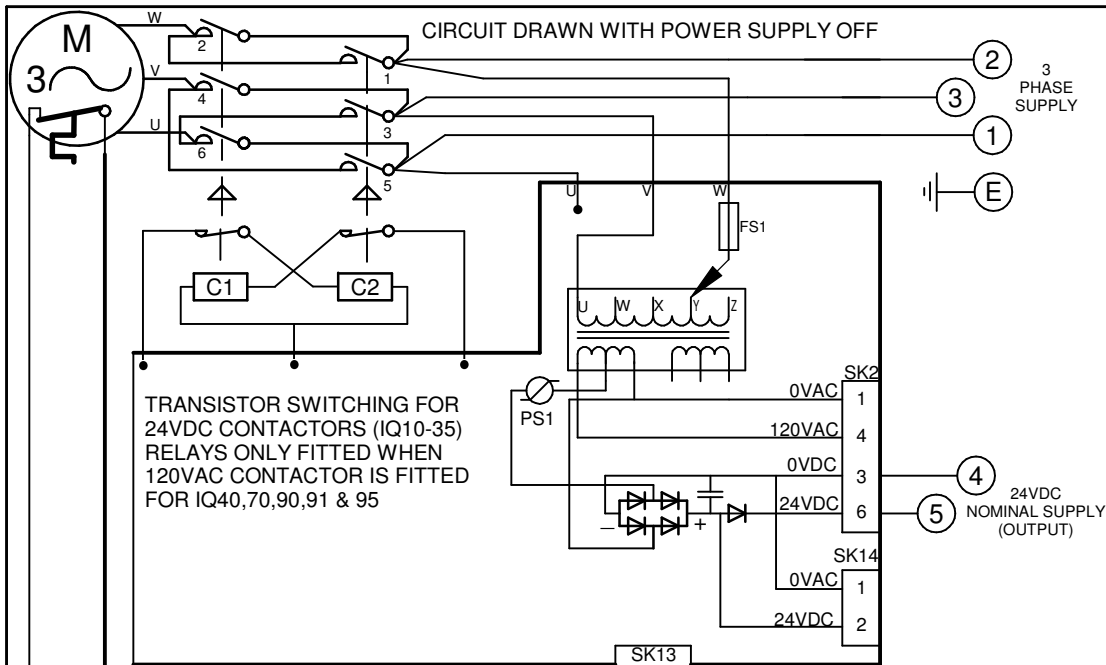 W
M
3
V
U
2
1
4
3
6
5
CIRCUIT DRAWN WITH POWER SUPPLY OFF
2
3
1
E
3
PHASE
SUPPLY
U
V
W
FS1
C1
C2
U W X Y Z
TRANSISTOR SWITCHING FOR
24VDC CONTACTORS (IQ10-35)
RELAYS ONLY FITTED WHEN
120VAC CONTACTOR IS FITTED
FOR IQ40,70,90,91 & 95
PS1
SK2
0VAC 1
120VAC 4
0VDC 3
24VDC 6
4
5
24VDC
NOMINAL SUPPLY
(OUTPUT)
– +
SK14
0VAC 1
24VDC 2
SK13